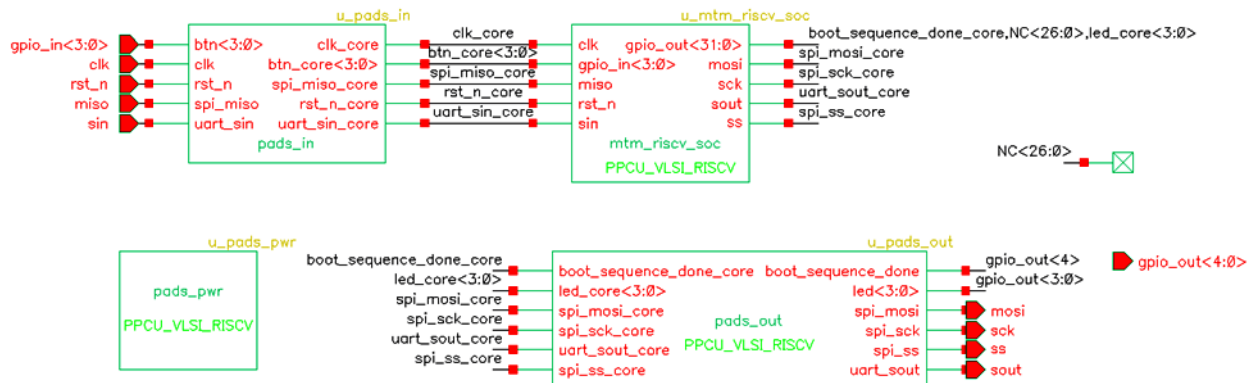 u_pads_in
u_mtm_riscv_soc
gpio_in<3:0> btn<3:0> clk_core clk_core clk gpio_out<31:0> boot_sequence_done_core,NC<26:0>,led_core<3:0>
clk clk btn_core<3:0> btn_core<3:0> gpio_in<3:0> mosi spi_mosi_core
rst_n rst_n spi_miso_core spi_miso_core miso sck spi_sck_core
miso spi_miso rst_n_core rst_n_core rst_n sout uart_sout_core
sin uart_sin uart_sin_core uart_sin_core sin ss spi_ss_core
pads_in mtm_riscv_soc
PPCU_VLSI_RISCV
NC<26:0>
u_pads_pwr
u_pads_out
boot_sequence_done_core boot_sequence_done_core boot_sequence_done gpio_out<4> gpio_out<4:0>
led_core<3:0> led_core<3:0> led<3:0> gpio_out<3:0>
spi_mosi_core spi_mosi_core spi_mosi mosi
spi_sck_core spi_sck_core spi_sck sck
uart_sout_core uart_sout_core spi_ss ss
spi_ss_core spi_ss_core uart_sout sout
pads_pwr
PPCU_VLSI_RISCV
pads_out
PPCU_VLSI_RISCV